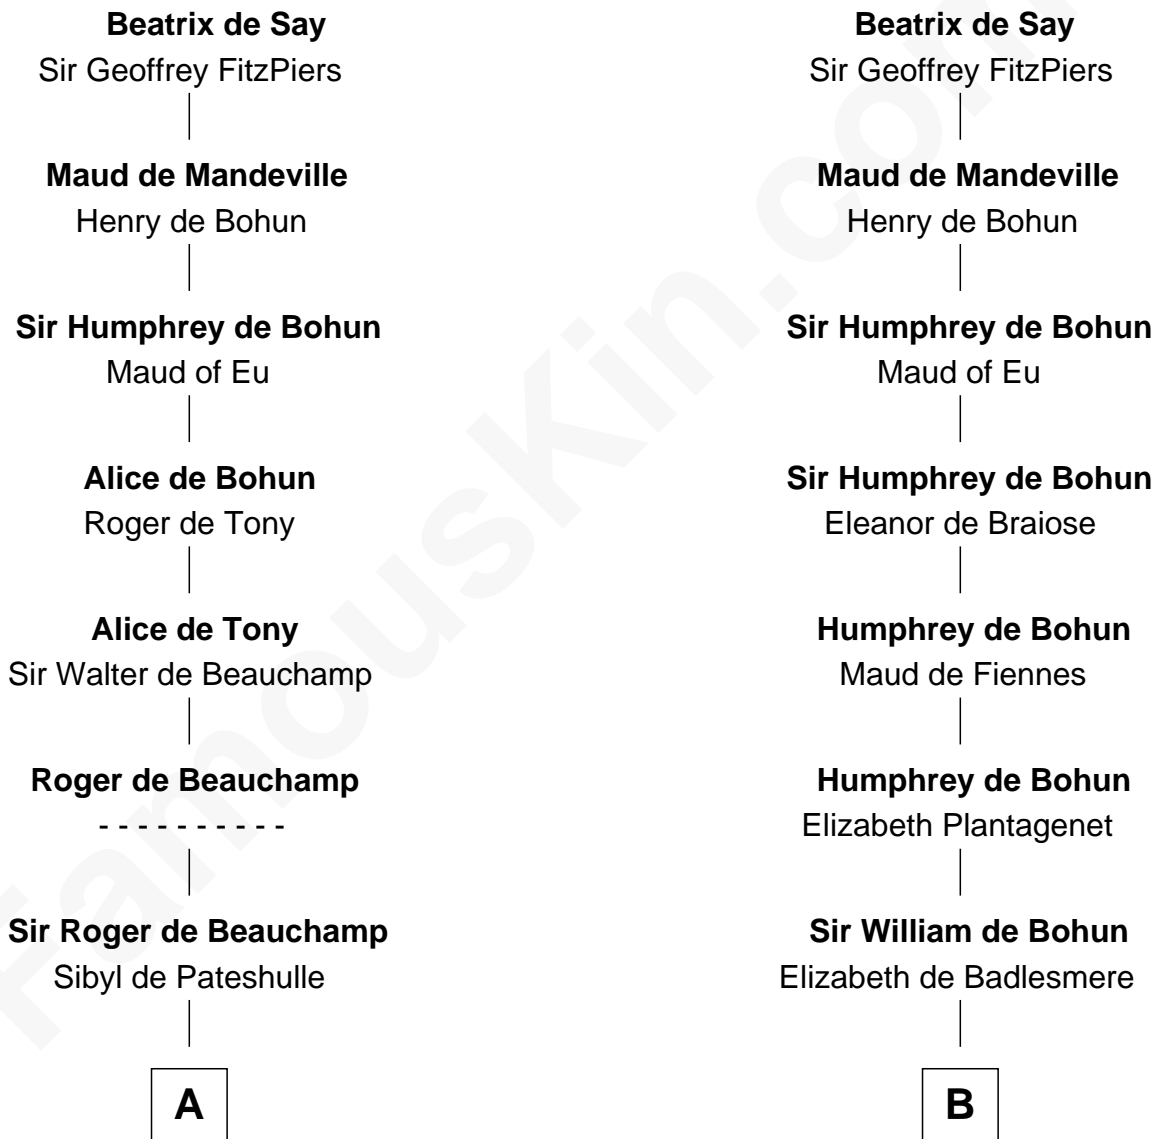 Beatrix de Say
Sir Geoffrey FitzPiers
Maud de Mandeville
Henry de Bohun
Sir Humphrey de Bohun
Maud of Eu
Alice de Bohun
Roger de Tony
Alice de Tony
Sir Walter de Beauchamp
Roger de Beauchamp
- - - - - - - - - -
Sir Roger de Beauchamp
Sibyl de Pateshulle
A
Beatrix de Say
Sir Geoffrey FitzPiers
Maud de Mandeville
Henry de Bohun
Sir Humphrey de Bohun
Maud of Eu
Sir Humphrey de Bohun
Eleanor de Braiose
Humphrey de Bohun
Maud de Fiennes
Humphrey de Bohun
Elizabeth Plantagenet
Sir William de Bohun
Elizabeth de Badlesmere
B
FamousKin.com